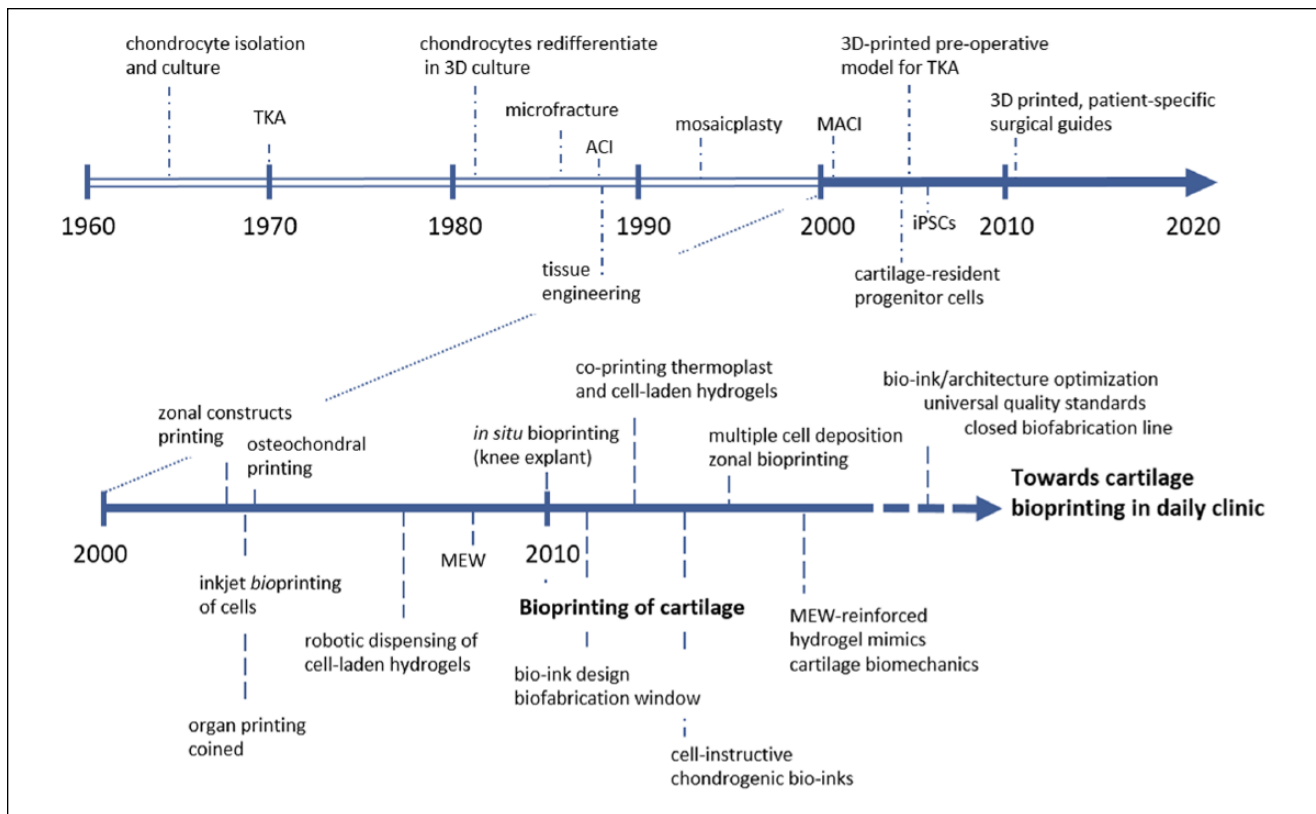 chondrocyte isolation
and culture
TKA
chondrocytes redifferentiate
in 3D culture
microfracture
ACI
mosaicplasty
MACI
3D-printed pre-operative
model for TKA
3D printed, patient-specific
surgical guides
1960
1970
1980
1990
2000
2010
2020
tissue
engineering
iPSCs
cartilage-resident
progenitor cells
zonal constructs
printing
osteochondral
printing
in situ bioprinting
(knee explant)
co-printing thermoplast
and cell-laden hydrogels
multiple cell deposition
zonal bioprinting
bio-ink/architecture optimization
universal quality standards
closed biofabrication line
Towards cartilage
bioprinting in daily clinic
2000
2010
MEW
inkjet bioprinting
of cells
organ printing
coined
robotic dispensing of
cell-laden hydrogels
Bioprinting of cartilage
bio-ink design
biofabrication window
cell-instructive
chondrogenic bio-inks
MEW-reinforced
hydrogel mimics
cartilage biomechanics